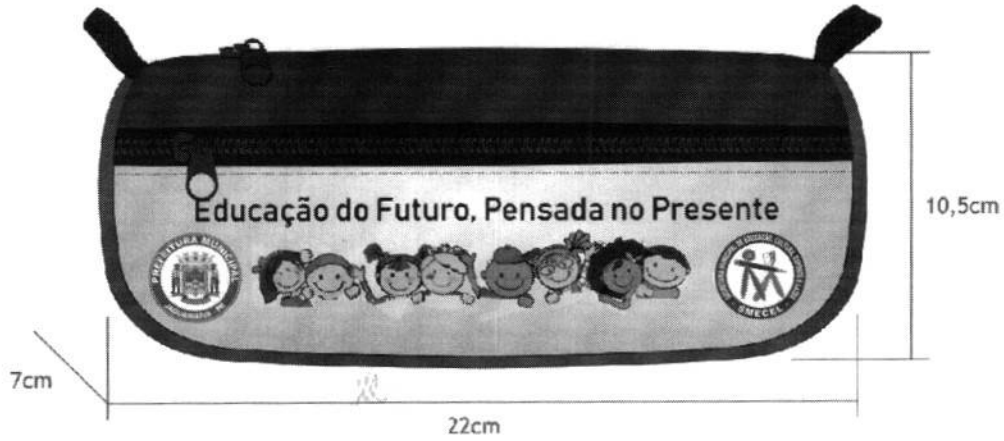 Educação do Futuro, Pensada no Presente
PREFEITURA MUNICIPAL
SMECEL
10,5cm
7cm
22cm